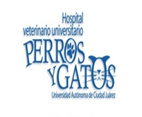 Hospital
veterinario universitario
PERROS
Y GATOS
Universidad Autónoma de Ciudad Juárez